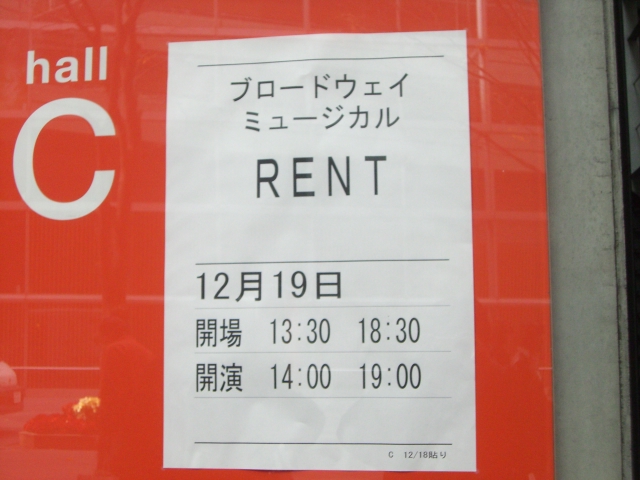 hall
C
ブロードウェイ
ミュージカル
RENT
12月19日
開場 13:30 18:30
開演 14:00 19:00
C 12/18貼り